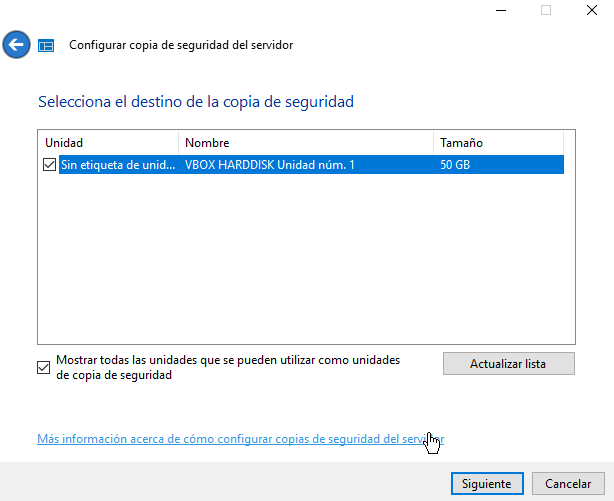 Configurar copia de seguridad del servidor
Selecciona el destino de la copia de seguridad
Unidad Nombre Tamaño
Sin etiqueta de unid... VBOX HARDDISK Unidad núm. 1 50 GB
Mostrar todas las unidades que se pueden utilizar como unidades
de copia de seguridad
Actualizar lista
Más información acerca de cómo configurar copias de seguridad del servidor
Siguiente Cancelar